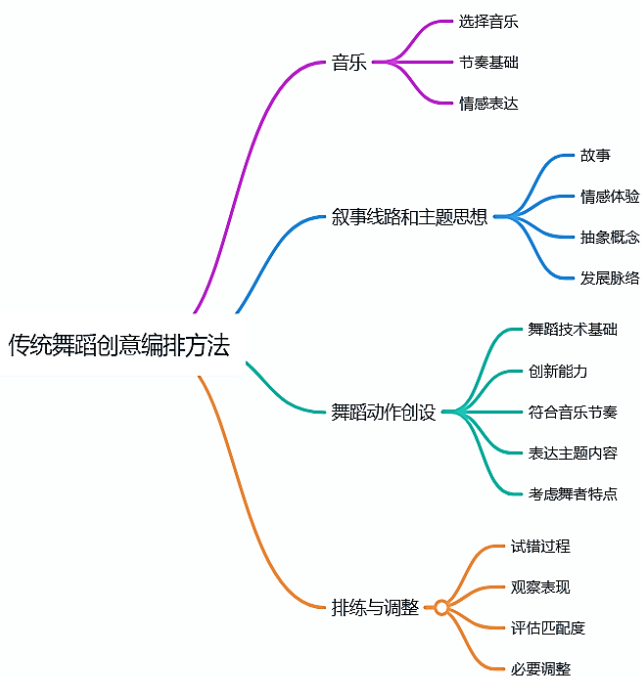 传统舞蹈创意编排方法
音乐
选择音乐
节奏基础
情感表达
叙事线路和主题思想
故事
情感体验
抽象概念
发展脉络
舞蹈动作创设
舞蹈技术基础
创新能力
符合音乐节奏
表达主题内容
考虑舞者特点
排练与调整
试错过程
观察表现
评估匹配度
必要调整